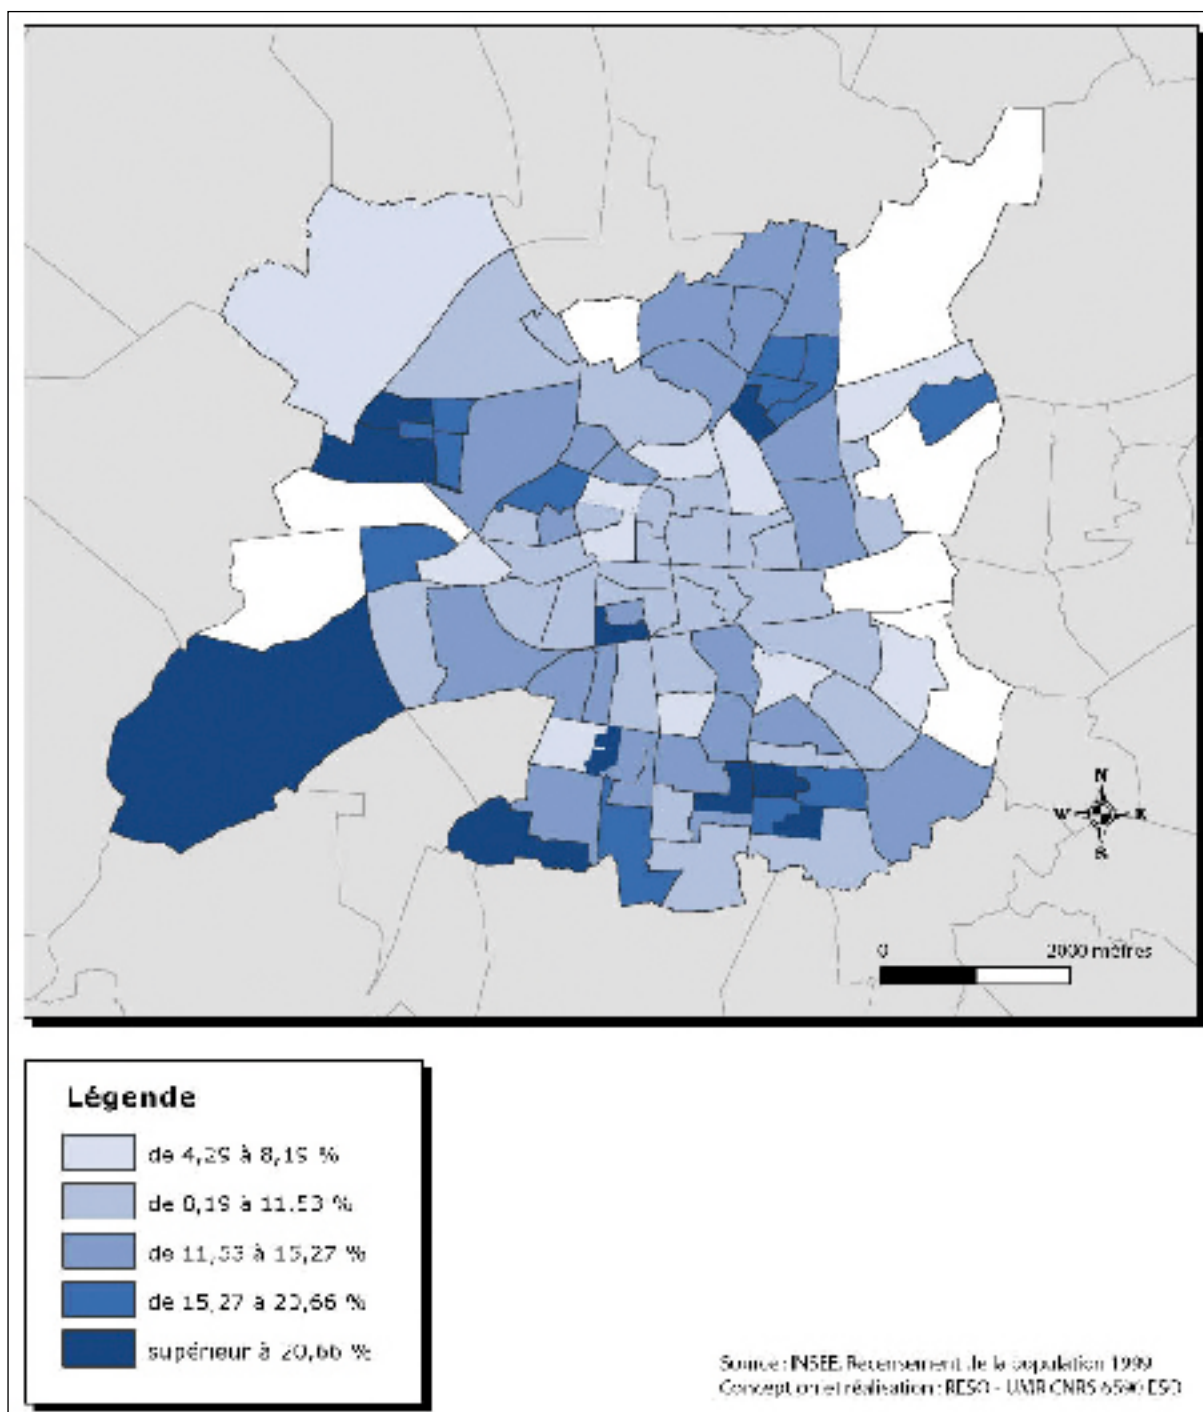 N
W E
S
0 2000 mètres
Légende
de 4,29 à 8,19 %
de 8,19 à 11.53 %
de 11,53 à 15,27 %
de 15,27 à 20,66 %
supérieur à 20,66 %
Source : INSEE, Recensement de la population 1999
Conception et réalisation : RESO - UMR CNRS 6590 ESO